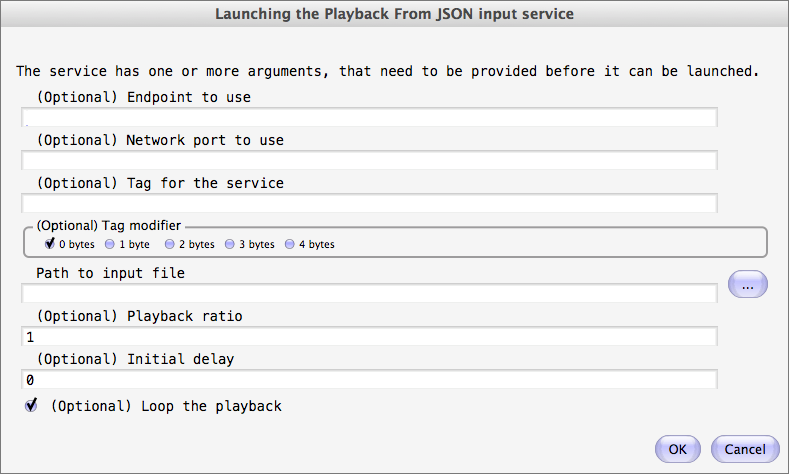 Launching the Playback From JSON input service
The service has one or more arguments, that need to be provided before it can be launched.
(Optional) Endpoint to use
(Optional) Network port to use
(Optional) Tag for the service
(Optional) Tag modifier
0 bytes 1 byte 2 bytes 3 bytes 4 bytes
Path to input file
...
(Optional) Playback ratio
1
(Optional) Initial delay
0
(Optional) Loop the playback
OK Cancel